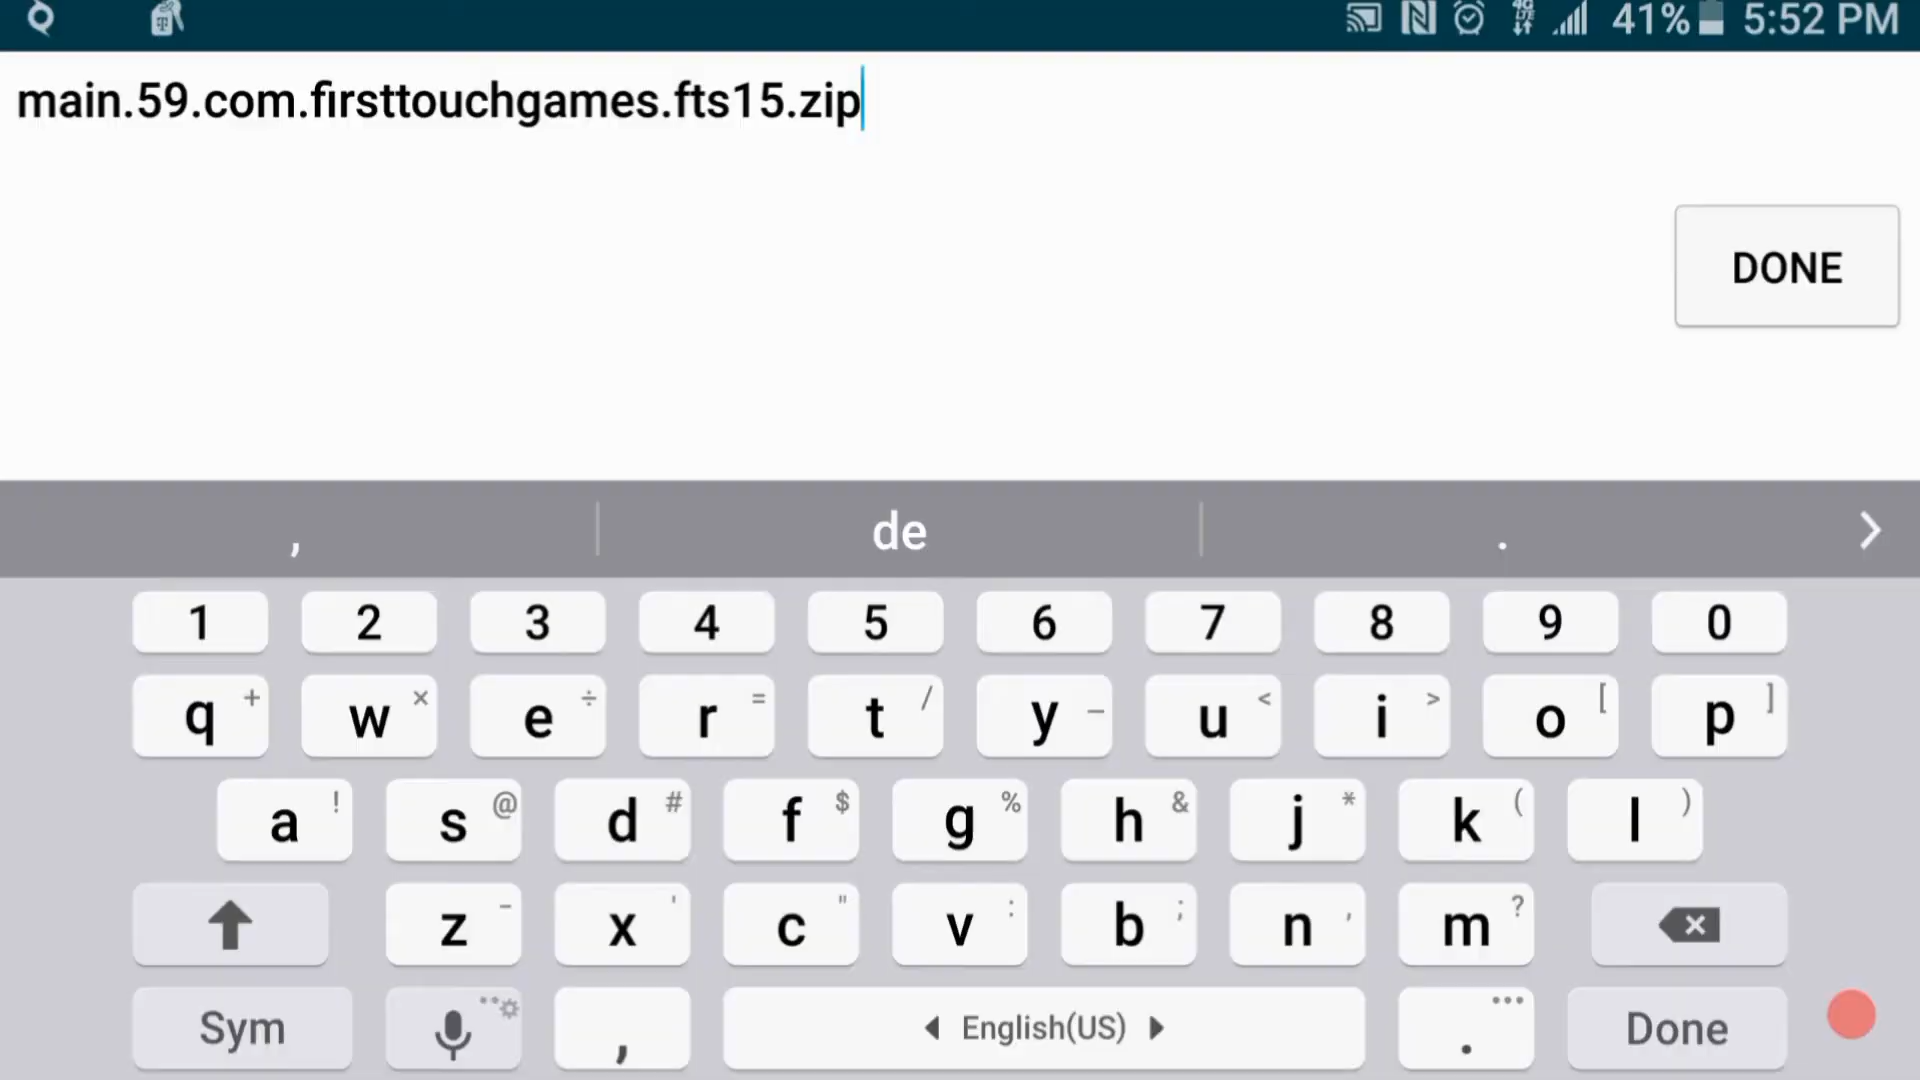 41% 5:52 PM
main.59.com.firsttouchgames.fts15.zip
DONE
, de .
1 2 3 4 5 6 7 8 9 0
q + w × e ÷ r = t / y _ u < i > o [ p ]
a ! s @ d # f $ g % h & j * k ( l )
z - x ' c " v : b ; n , m ?
Sym , English(US) . Done